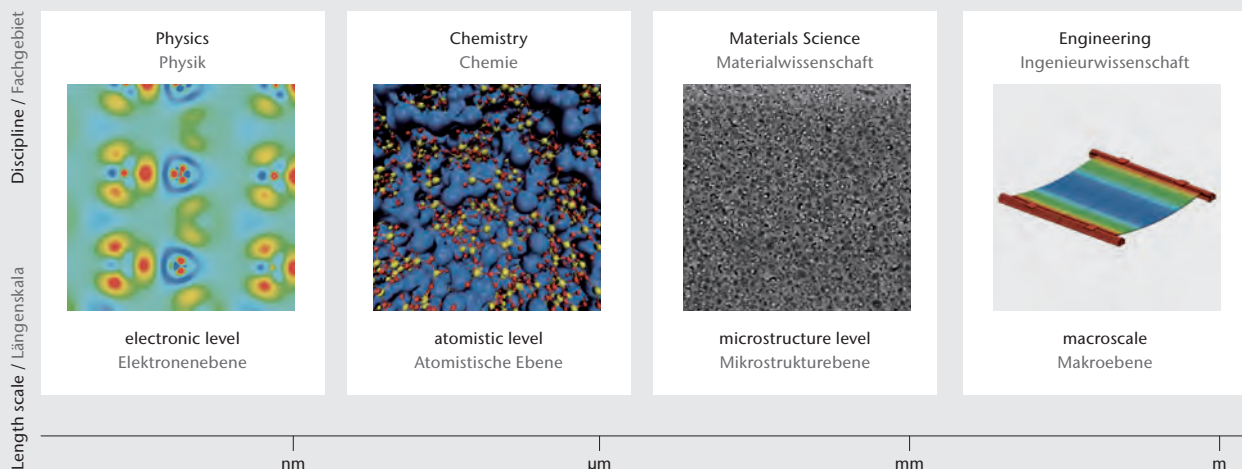 Discipline / Fachgebiet
Physics
Physik
Chemistry
Chemie
Materials Science
Materialwissenschaft
Engineering
Ingenieurwissenschaft
Length scale / Längenskala
electronic level
Elektronenebene
atomistic level
Atomistische Ebene
microstructure level
Mikrostrukturebene
macroscale
Makroebene
nm
µm
mm
m